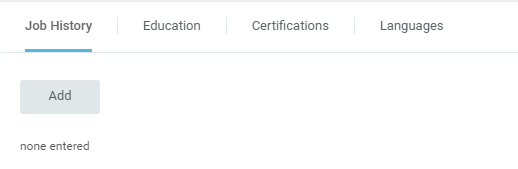 Job History Education Certifications Languages
Add
none entered